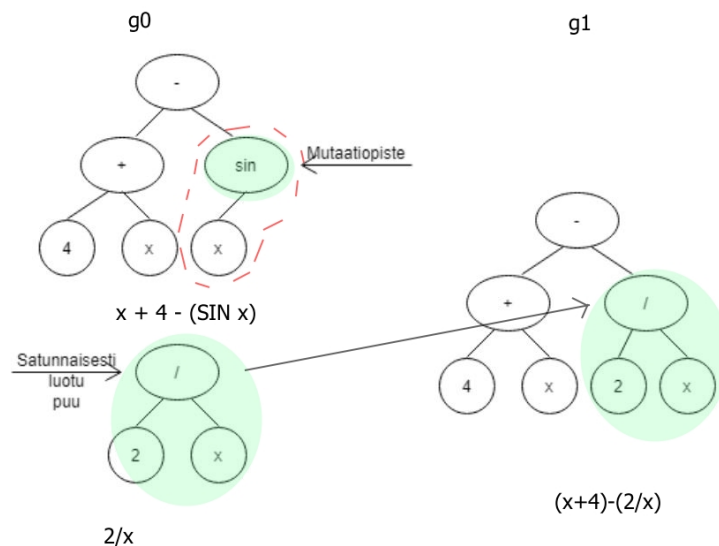 g0
g1
-
+
sin
Mutaatiopiste
4
x
x
x + 4 - (SIN x)
-
+
/
4
x
2
x
(x+4)-(2/x)
Satunnaisesti
luotu
puu
/
2
x
2/x